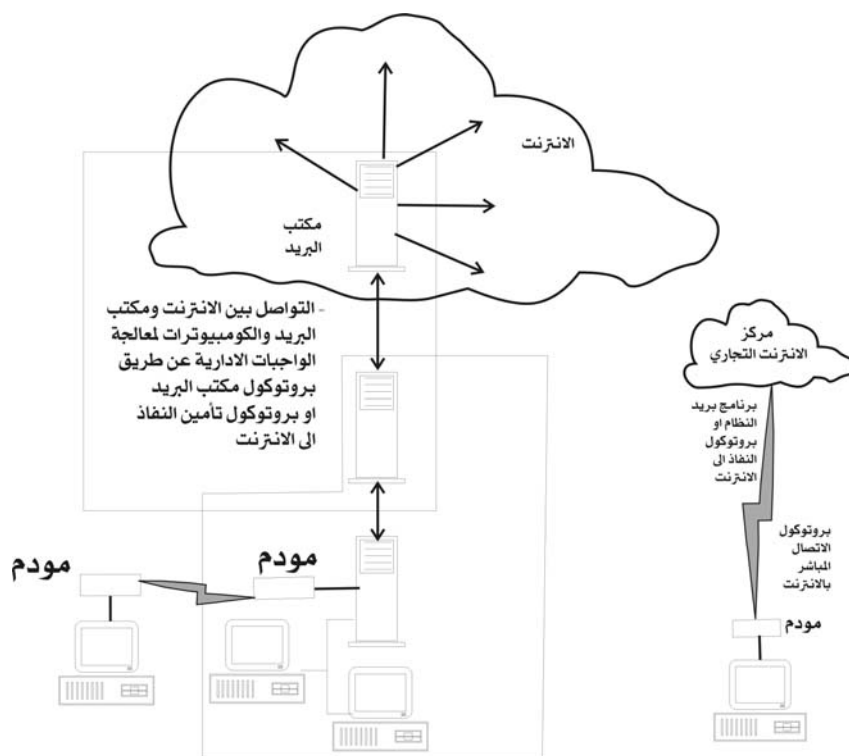 الانترنت
مكتب
البريد
- التواصل بين الانترنت ومكتب
البريد والكومبيوترات لمعالجة
الواجبات الادارية عن طريق
بروتوكول مكتب البريد
او بروتوكول تأمين النفاذ
الى الانترنت
مودم
مودم
مركز
الانترنت التجاري
برنامج بريد
النظام او
بروتوكول
النفاذ الى
الانترنت
بروتوكول
الاتصال
المباشر
بالانترنت
مودم